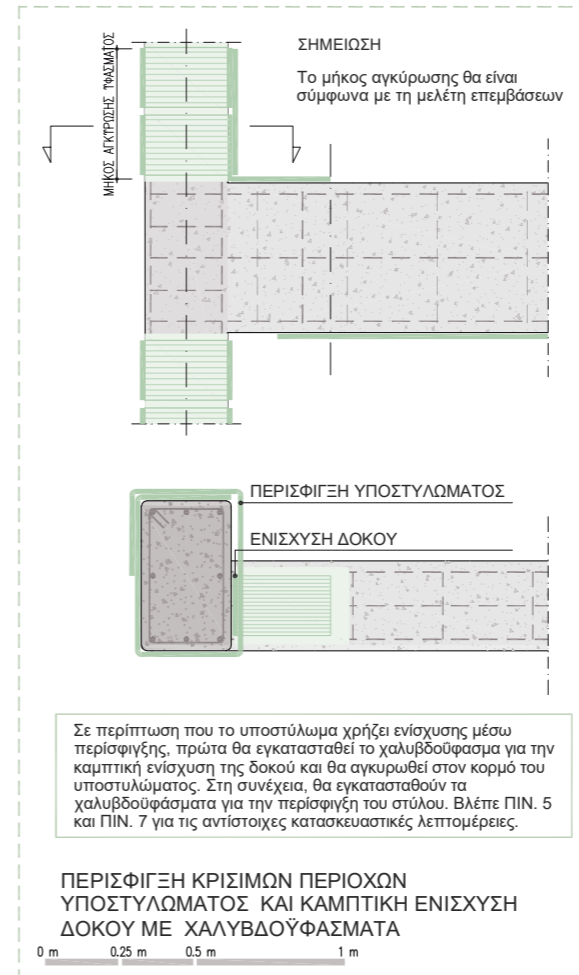 ΣΗΜΕΙΩΣΗ
Το μήκος αγκύρωσης θα είναι
σύμφωνα με τη μελέτη επεμβάσεων
ΜΗΚΟΣ ΑΓΚΥΡΩΣΗΣ ΥΦΑΣΜΑΤΟΣ
ΠΕΡΙΣΦΙΓΞΗ ΥΠΟΣΤΥΛΩΜΑΤΟΣ
ΕΝΙΣΧΥΣΗ ΔΟΚΟΥ
Σε περίπτωση που το υποστύλωμα χρήζει ενίσχυσης μέσω
περίσφιγξης, πρώτα θα εγκατασταθεί το χαλυβδοΰφασμα για την
καμπτική ενίσχυση της δοκού και θα αγκυρωθεί στον κορμό του
υποστυλώματος. Στη συνέχεια, θα εγκατασταθούν τα
χαλυβδοϋφάσματα για την περίσφιγξη του στύλου. Βλέπε ΠΙΝ. 5
και ΠΙΝ. 7 για τις αντίστοιχες κατασκευαστικές λεπτομέρειες.
ΠΕΡΙΣΦΙΓΞΗ ΚΡΙΣΙΜΩΝ ΠΕΡΙΟΧΩΝ
ΥΠΟΣΤΥΛΩΜΑΤΟΣ ΚΑΙ ΚΑΜΠΤΙΚΗ ΕΝΙΣΧΥΣΗ
ΔΟΚΟΥ ΜΕ ΧΑΛΥΒΔΟΫΦΑΣΜΑΤΑ
0 m 0.25 m 0.5 m 1 m